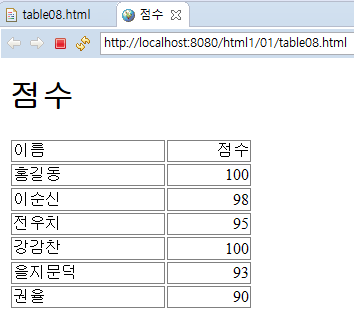 table08.html 점수
http://localhost:8080/html1/01/table08.html
점수
이름 점수
홍길동 100
이순신 98
전우치 95
강감찬 100
을지문덕 93
권율 90